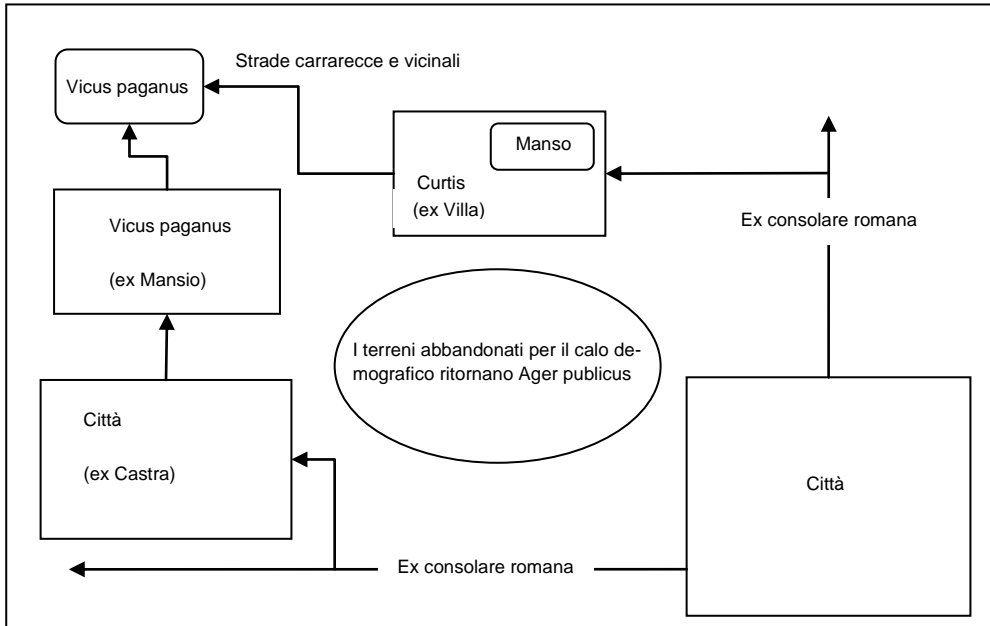 Strade carrarecce e vicinali
Vicus paganus
Manso
Curtis
(ex Villa)
Ex consolare romana
Vicus paganus
(ex Mansio)
I terreni abbandonati per il calo de-
mografico ritornano Ager publicus
Città
(ex Castra)
Città
Ex consolare romana